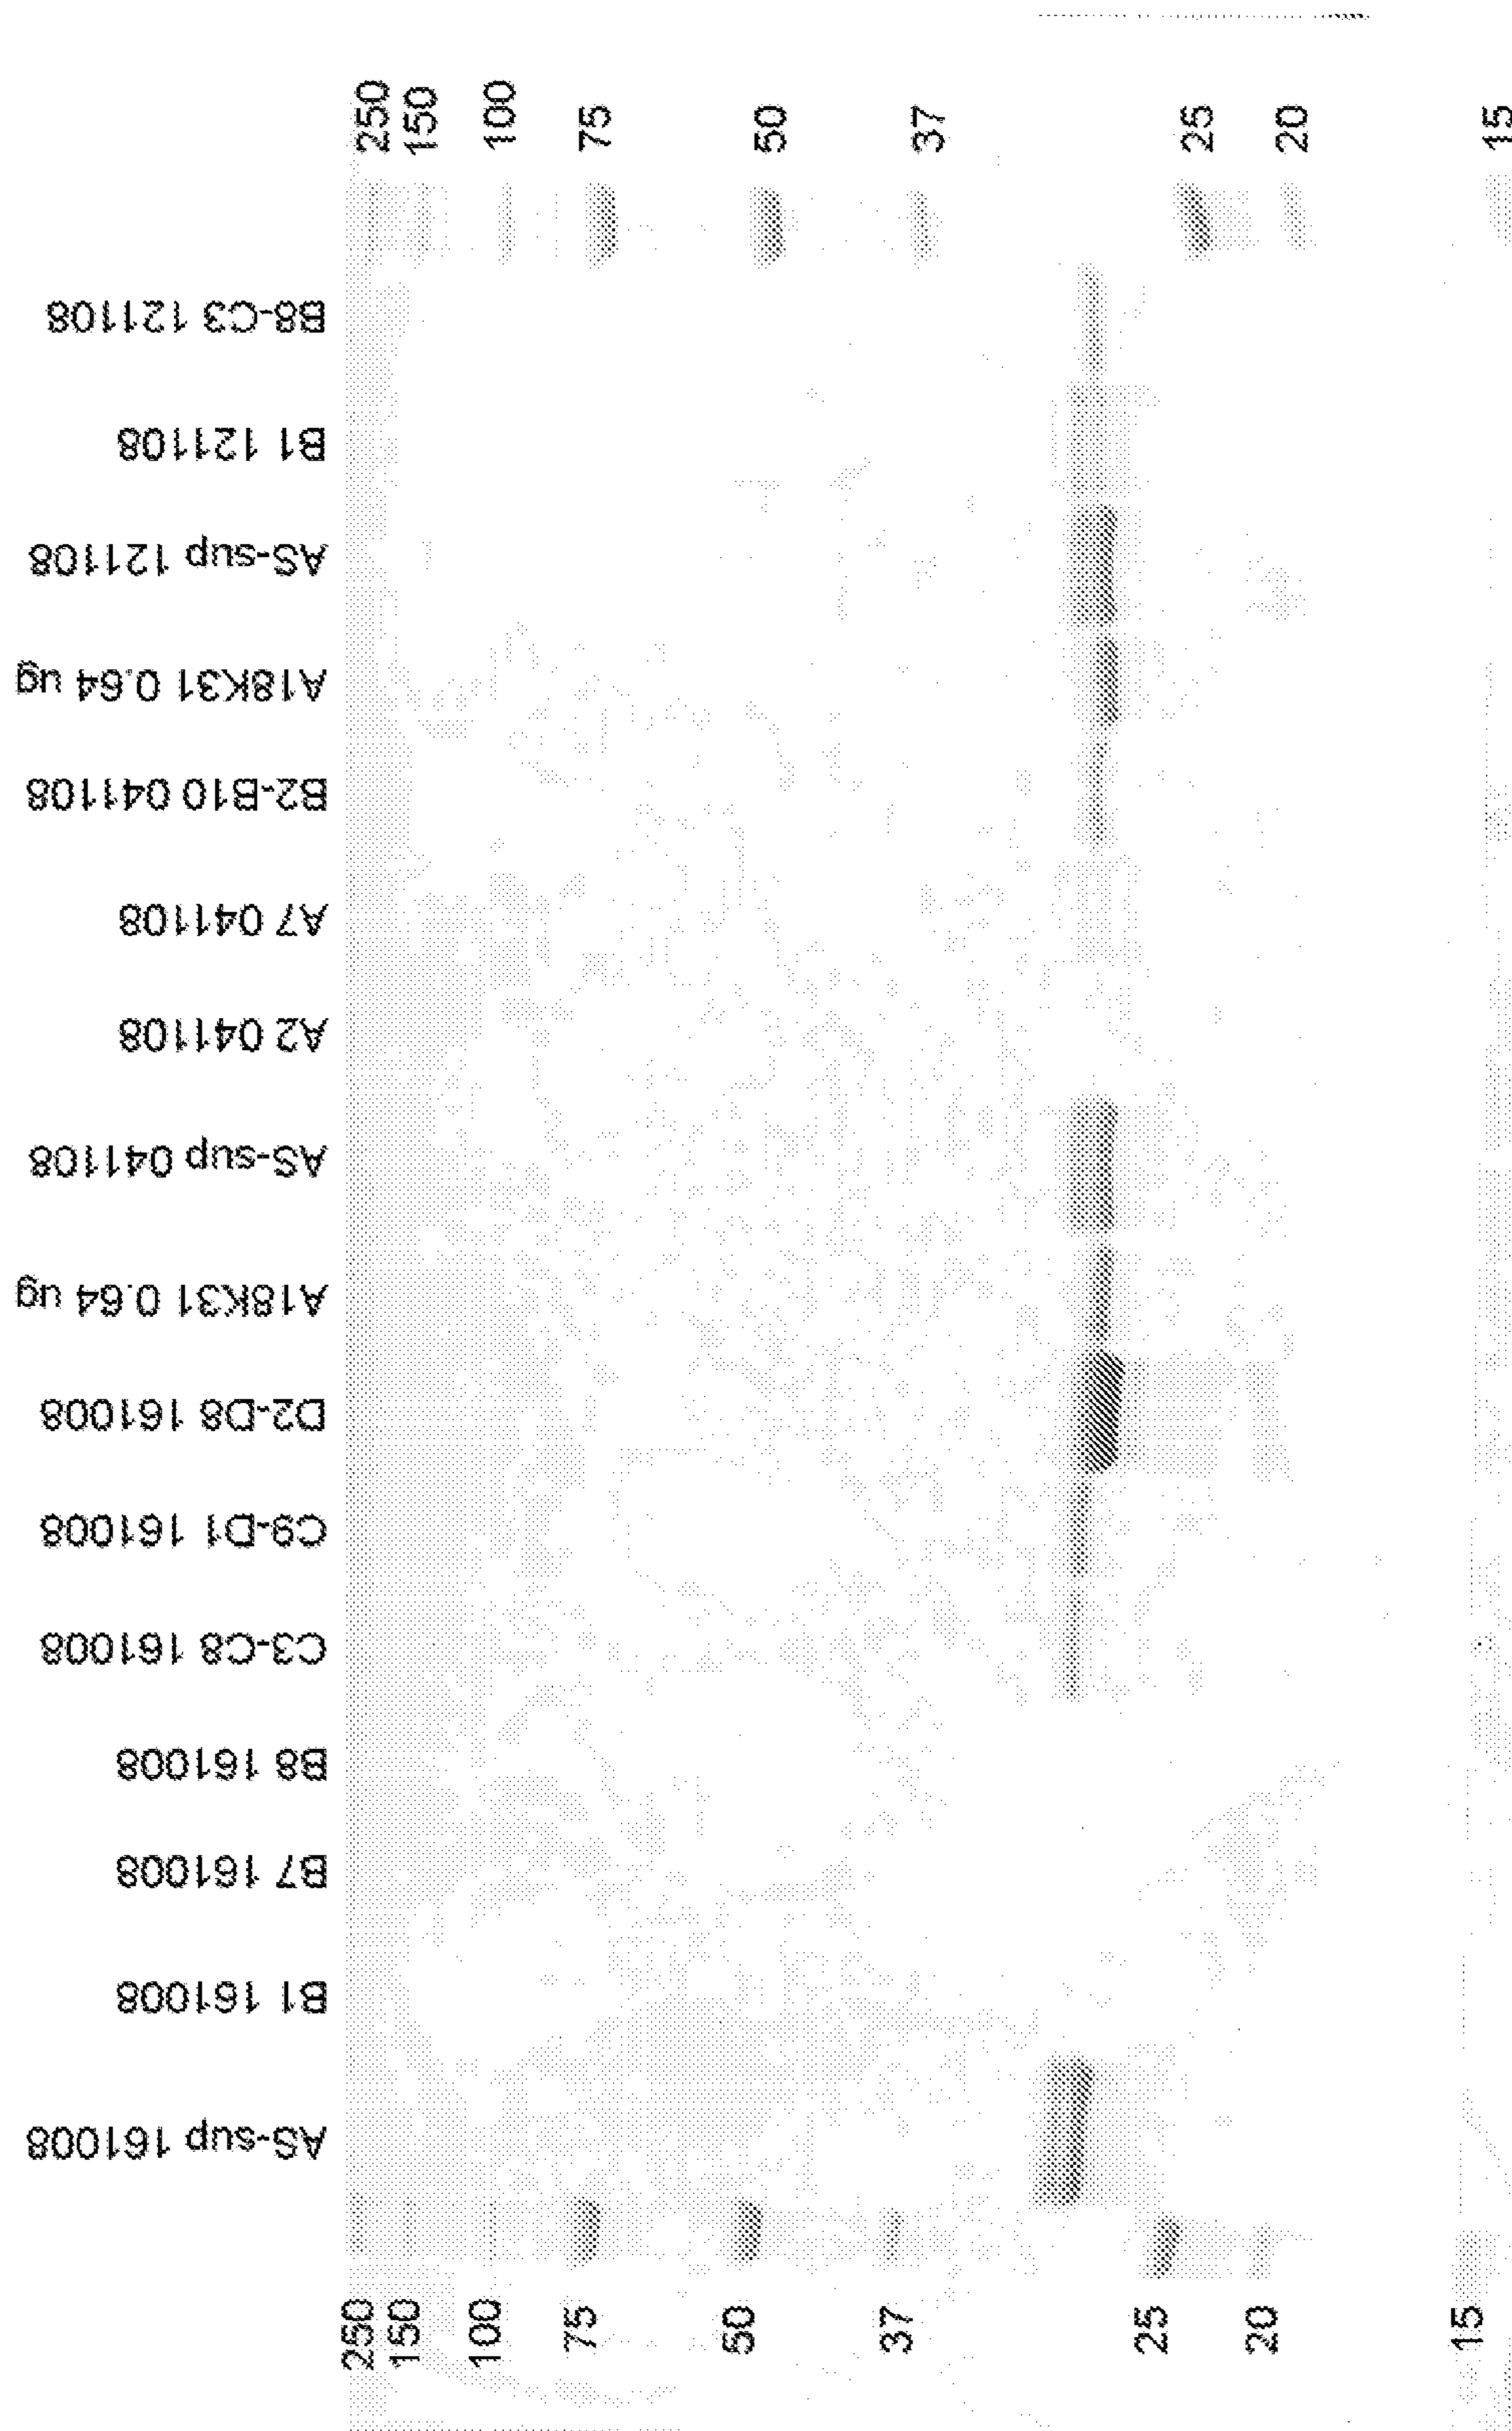 250
150
100
75
50
37
25
20
15
AS-sup 161008
B1 161008
B7 161008
B8 161008
C3-C8 161008
C9-D1 161008
D2-D8 161008
A18K31 0.64 ug
AS-sup 041108
A2 041108
A7 041108
B2-B10 041108
A18K31 0.64 ug
AS-sup 121108
B1 121108
B8-C3 121108
250
150
100
75
50
37
25
20
15